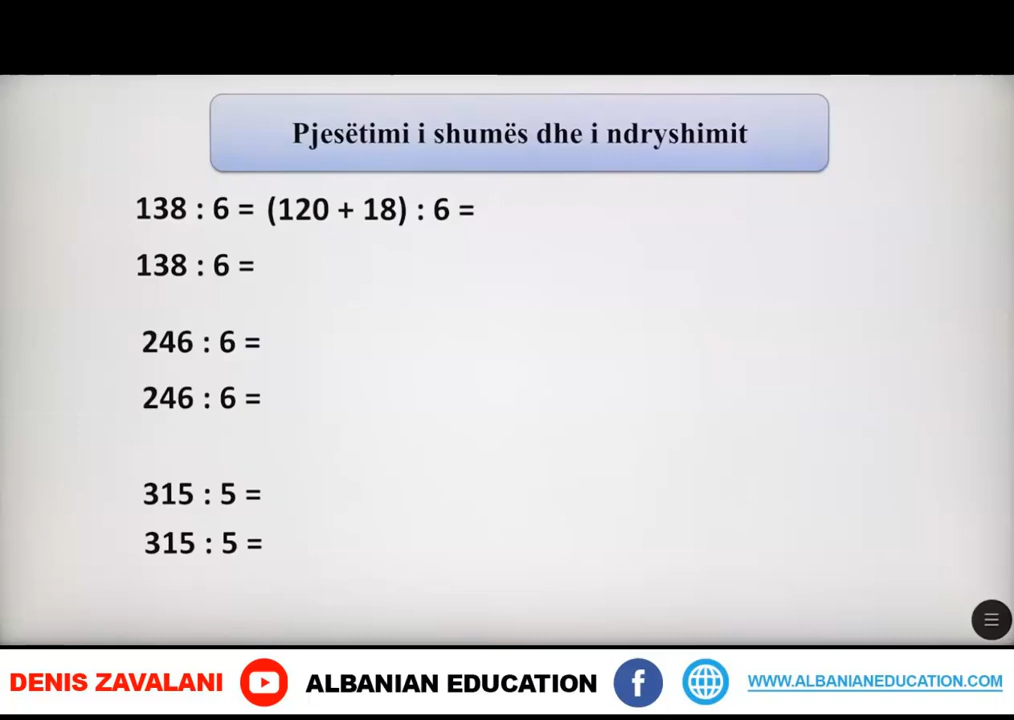 Pjesëtimi i shumës dhe i ndryshimit
138 : 6 = (120 + 18) : 6 =
138 : 6 =
246 : 6 =
246 : 6 =
315 : 5 =
315 : 5 =
DENIS ZAVALANI ALBANIAN EDUCATION WWW.ALBANIANEDUCATION.COM